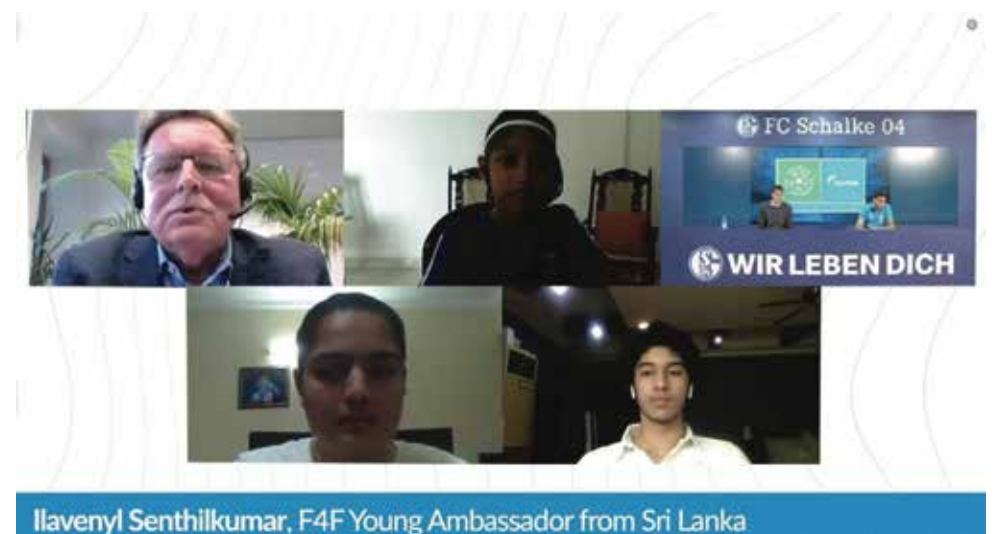 FC Schalke 04
WIR LEBEN DICH
Ilavenyl Senthilkumar, F4F Young Ambassador from Sri Lanka